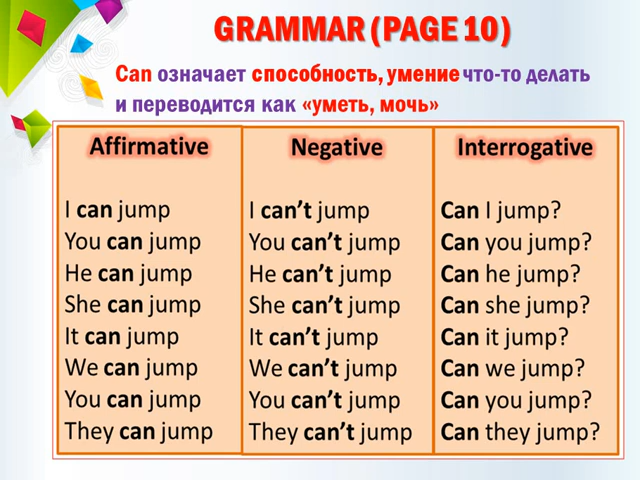 GRAMMAR (PAGE 10)
Can означает способность, умение что-то делать
и переводится как «уметь, мочь»
Affirmative
I can jump
You can jump
He can jump
She can jump
It can jump
We can jump
You can jump
They can jump
Negative
I can’t jump
You can’t jump
He can’t jump
She can’t jump
It can’t jump
We can’t jump
You can’t jump
They can’t jump
Interrogative
Can I jump?
Can you jump?
Can he jump?
Can she jump?
Can it jump?
Can we jump?
Can you jump?
Can they jump?